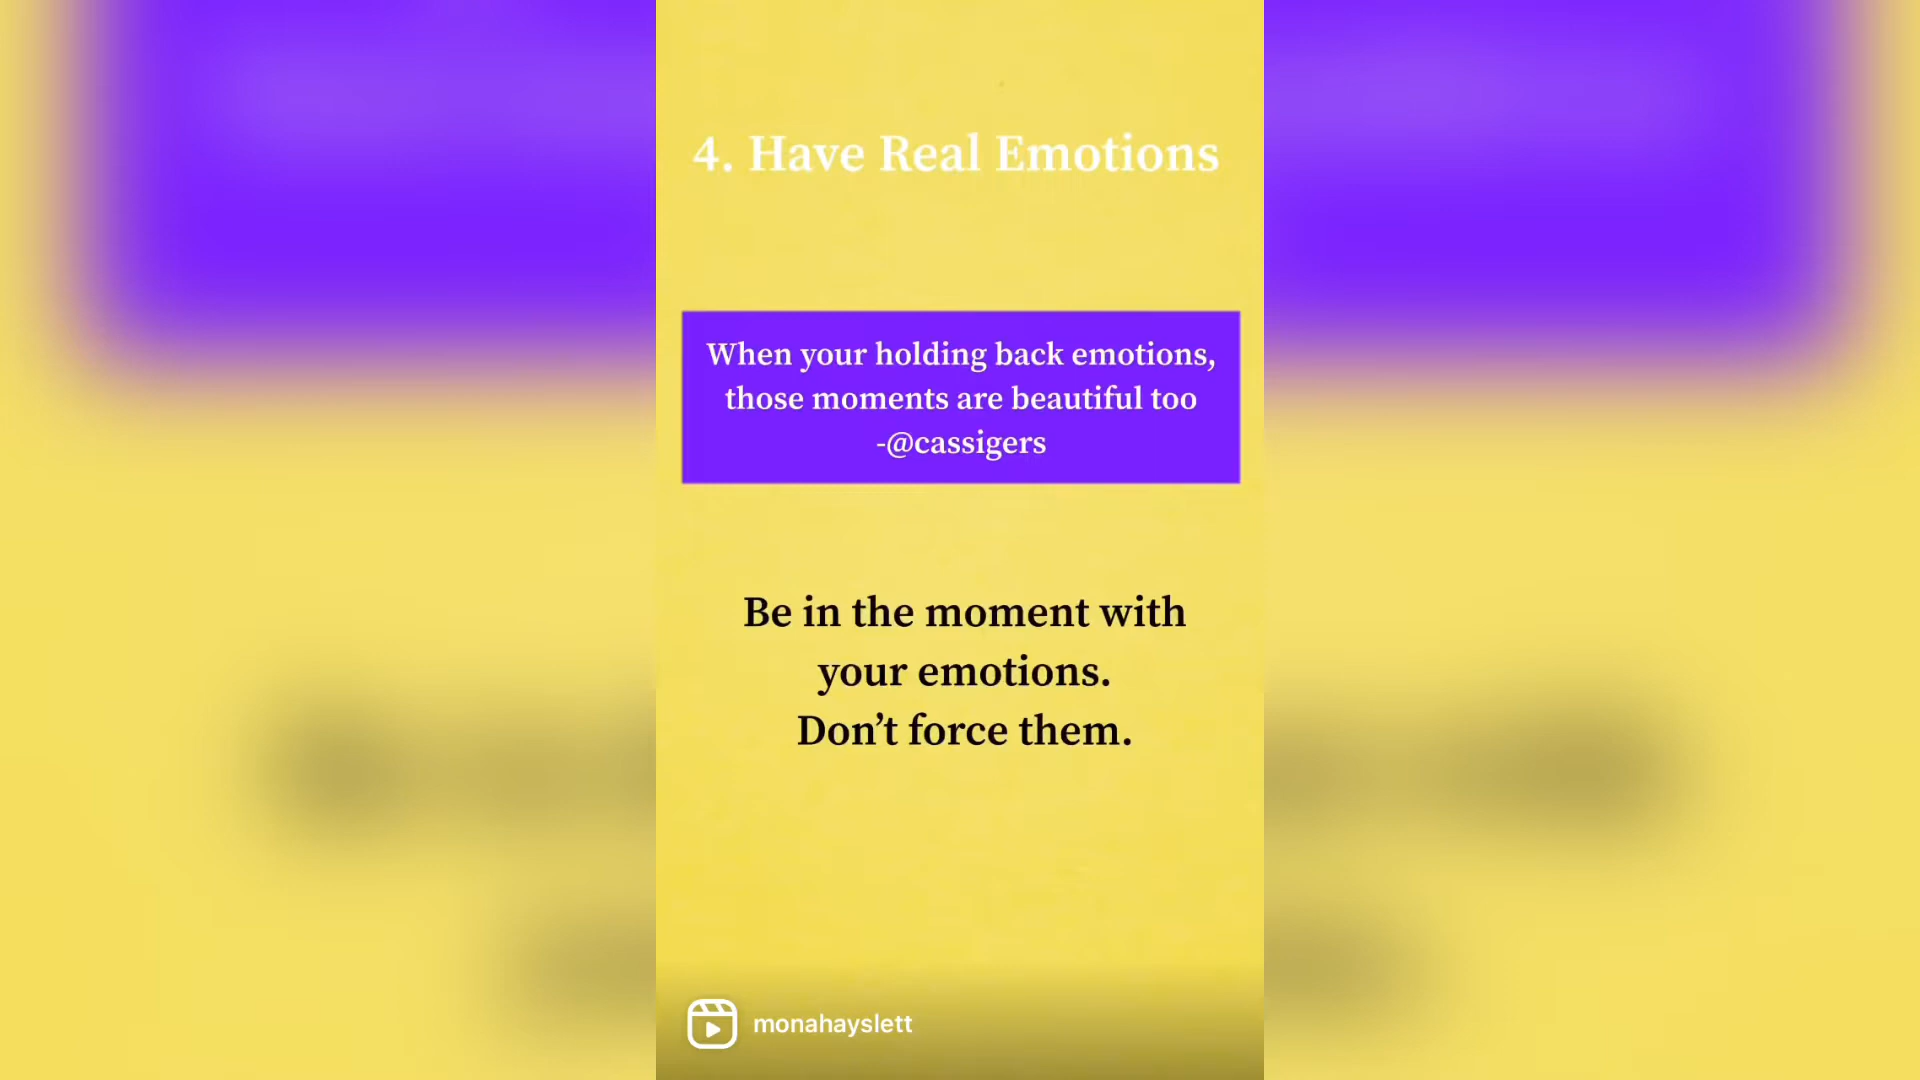 4. Have Real Emotions
When your holding back emotions,
those moments are beautiful too
-@cassigers
Be in the moment with
your emotions.
Don’t force them.
monahayslett